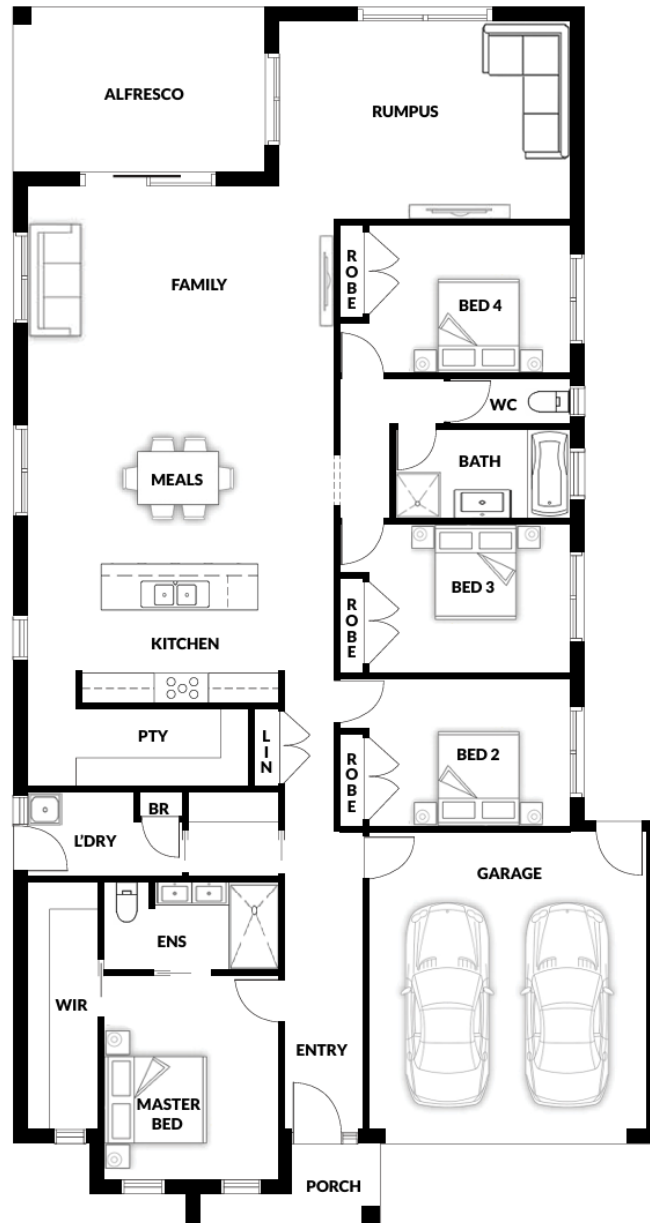 ALFRESCO
RUMPUS
FAMILY
ROBE
BED 4
WC
BATH
MEALS
BED 3
ROBE
KITCHEN
PTY
LIN
BED 2
ROBE
BR
L'DRY
GARAGE
ENS
WIR
ENTRY
MASTER
BED
PORCH